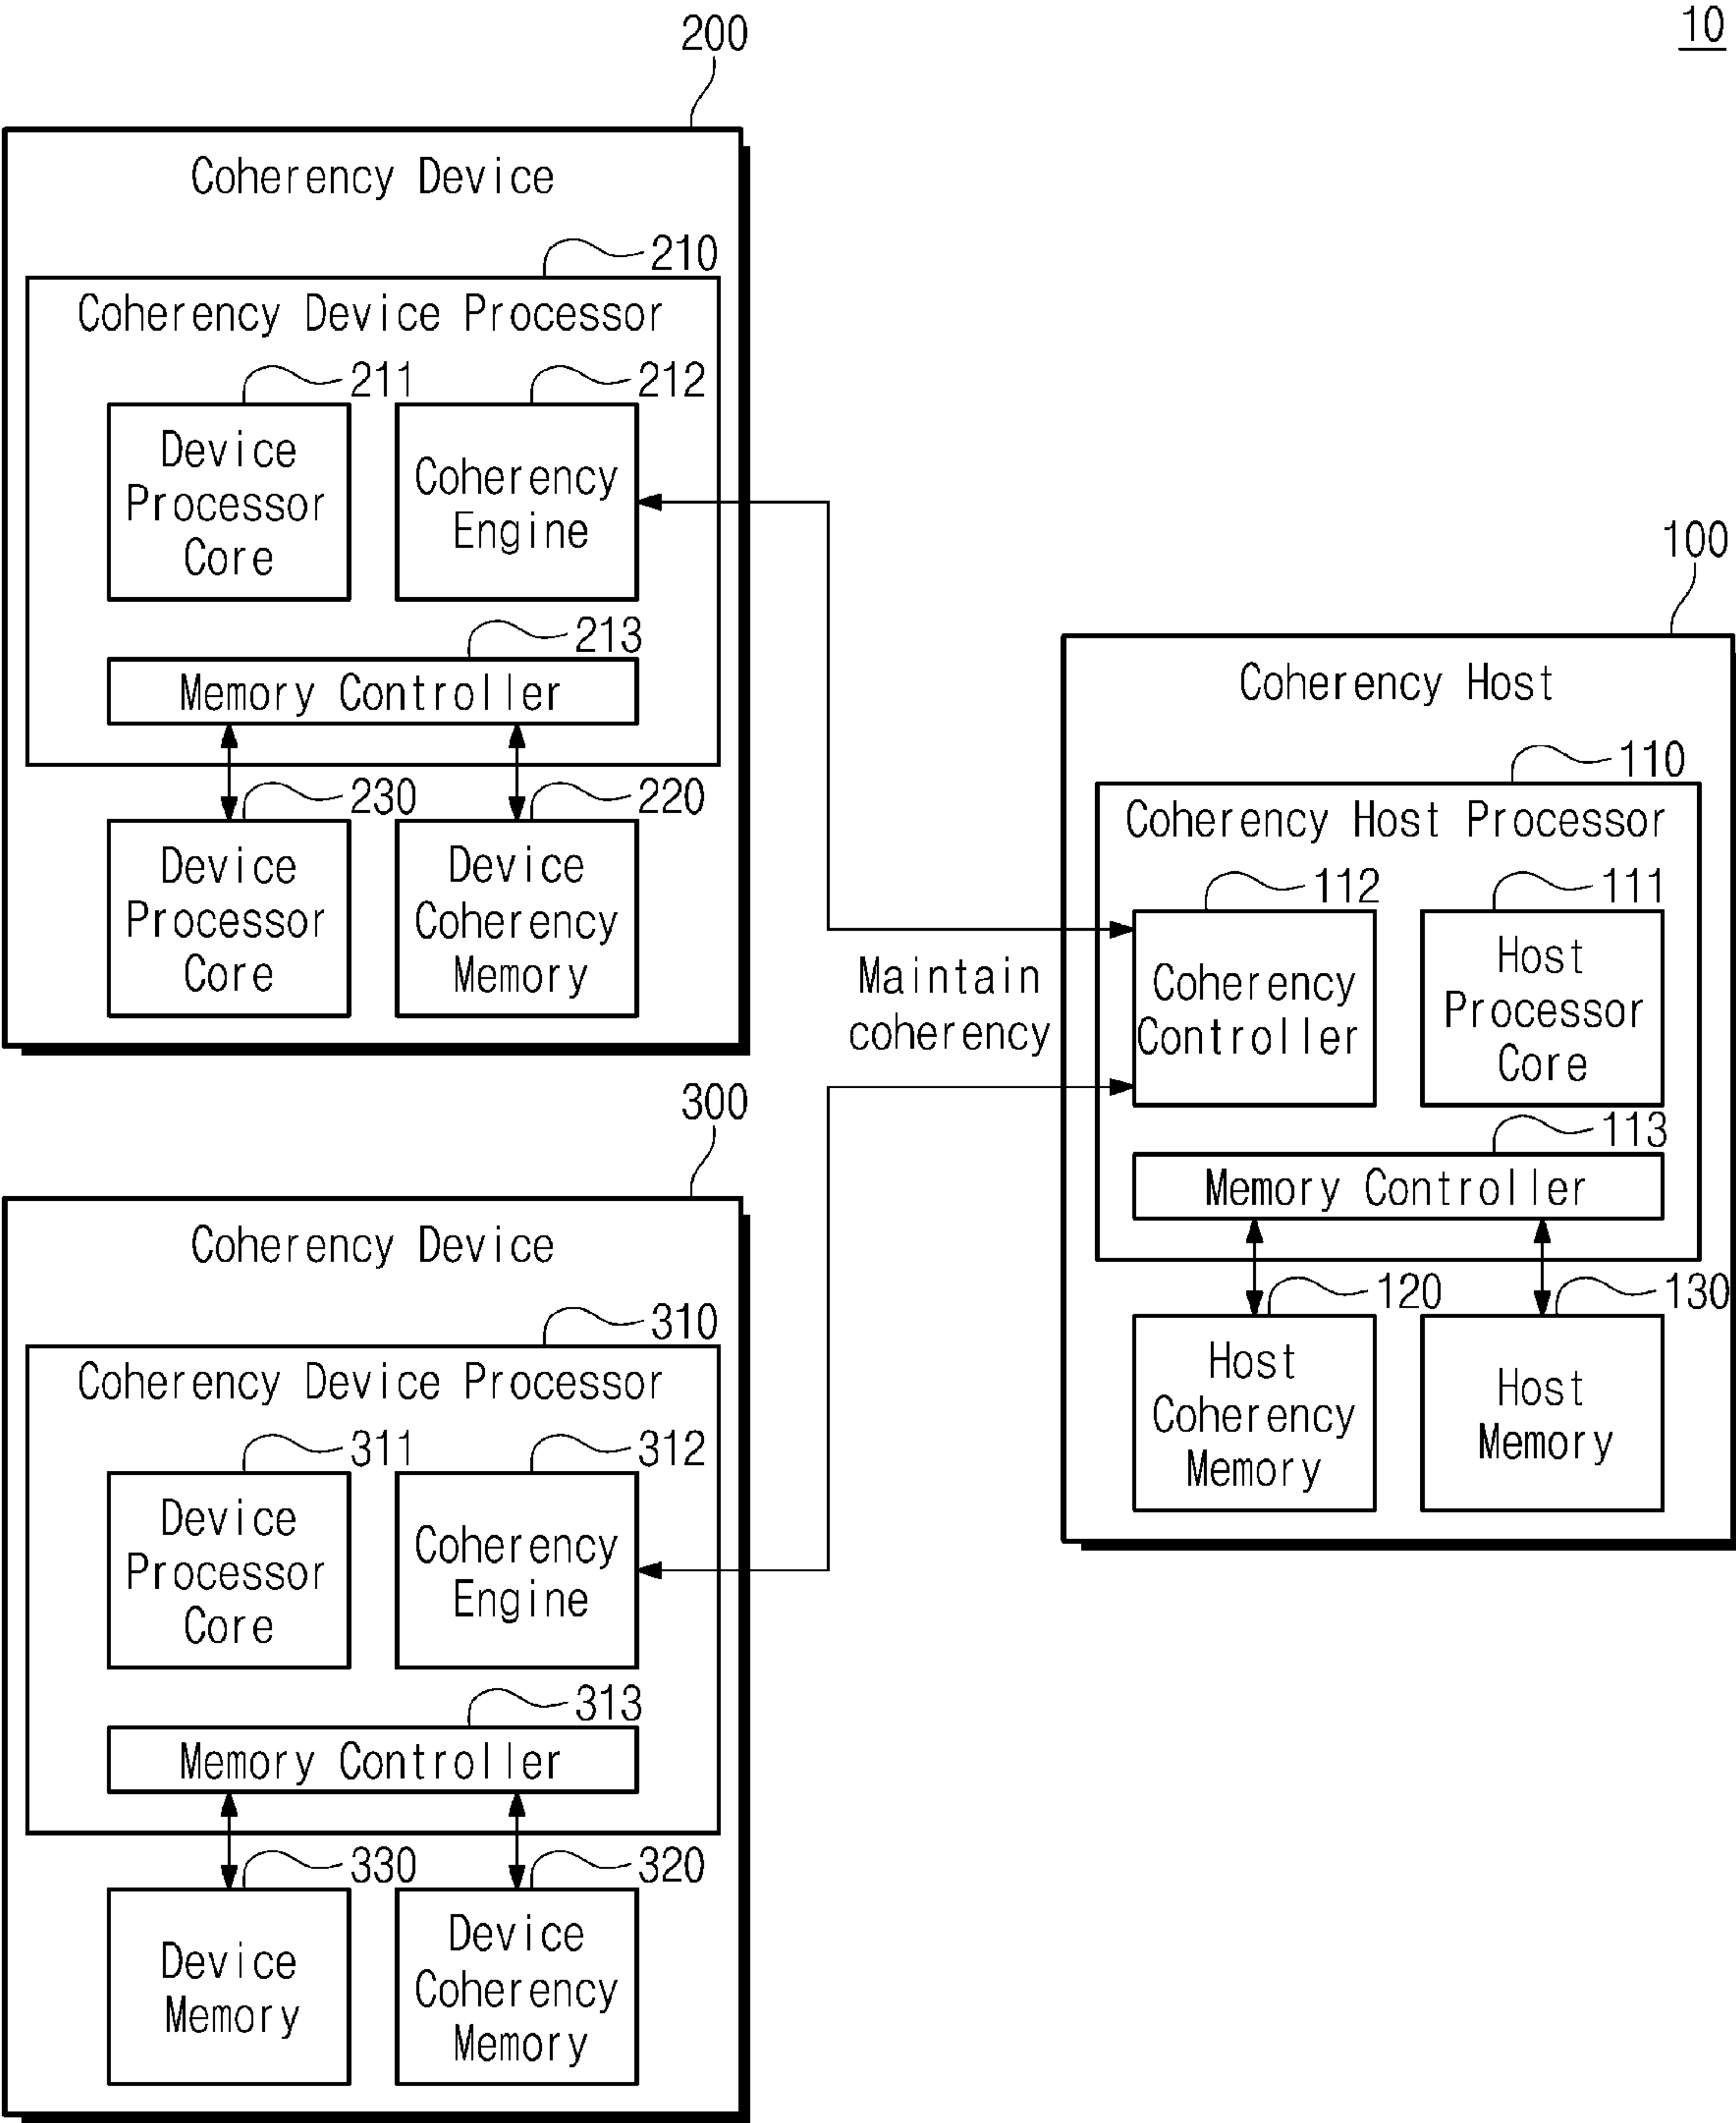 10
200
Coherency Device
210
Coherency Device Processor
211
212
Device
Processor
Core
Coherency
Engine
213
Memory Controller
230
220
Device
Processor
Core
Device
Coherency
Memory
Maintain
coherency
100
Coherency Host
110
Coherency Host Processor
112
111
Coherency
Controller
Host
Processor
Core
113
Memory Controller
120
130
Host
Coherency
Memory
Host
Memory
300
Coherency Device
310
Coherency Device Processor
311
312
Device
Processor
Core
Coherency
Engine
313
Memory Controller
330
320
Device
Memory
Device
Coherency
Memory